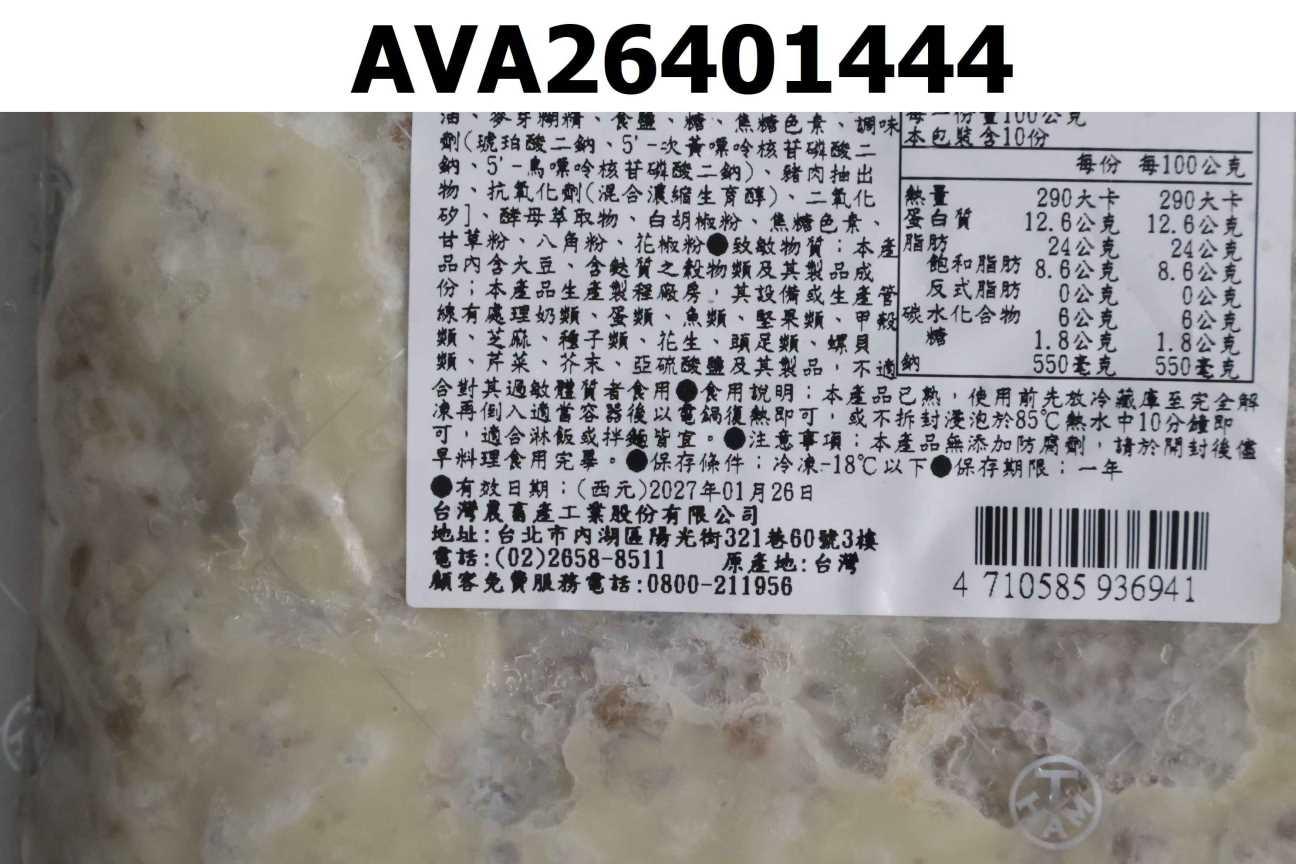 AVA26401444
油、麥芽糊精、食鹽、糖、焦糖色素、調味
劑(琥珀酸二鈉、5'-次黃嘌呤核苷磷酸二
鈉、5'-鳥嘌呤核苷磷酸二鈉)、豬肉抽出
物、抗氧化劑(混合濃縮生育醇)、二氧化
矽]、酵母萃取物、白胡椒粉、焦糖色素、
甘草粉、八角粉、花椒粉●致敏物質：本產
品內含大豆、含麩質之穀物類及其製品成
份；本產品生產製程廠房，其設備或生產管
線有處理奶類、蛋類、魚類、堅果類、甲殼
類、芝麻、種子類、花生、頭足類、螺貝
類、芹菜、芥末、亞硫酸鹽及其製品，不適
合對其過敏體質者食用●食用說明：本產品已熟，使用前先放冷藏庫至完全解
凍再倒入適當容器後以電鍋復熱即可，或不拆封浸泡於85℃熱水中10分鐘即
可，適合淋飯或拌麵皆宜。●注意事項：本產品無添加防腐劑，請於開封後儘
早料理食用完畢。●保存條件：冷凍-18℃以下●保存期限：一年
●有效日期：(西元)2027年01月26日
台灣農畜產工業股份有限公司
地址:台北市內湖區陽光街321巷60號3樓
電話:(02)2658-8511 原產地:台灣
顧客免費服務電話:0800-211956
每一份量100公克
本包裝含10份
每份 每100公克
熱量 290大卡 290大卡
蛋白質 12.6公克 12.6公克
脂肪 24公克 24公克
飽和脂肪 8.6公克 8.6公克
反式脂肪 0公克 0公克
碳水化合物 6公克 6公克
糖 1.8公克 1.8公克
鈉 550毫克 550毫克
4 710585 936941
TTAM